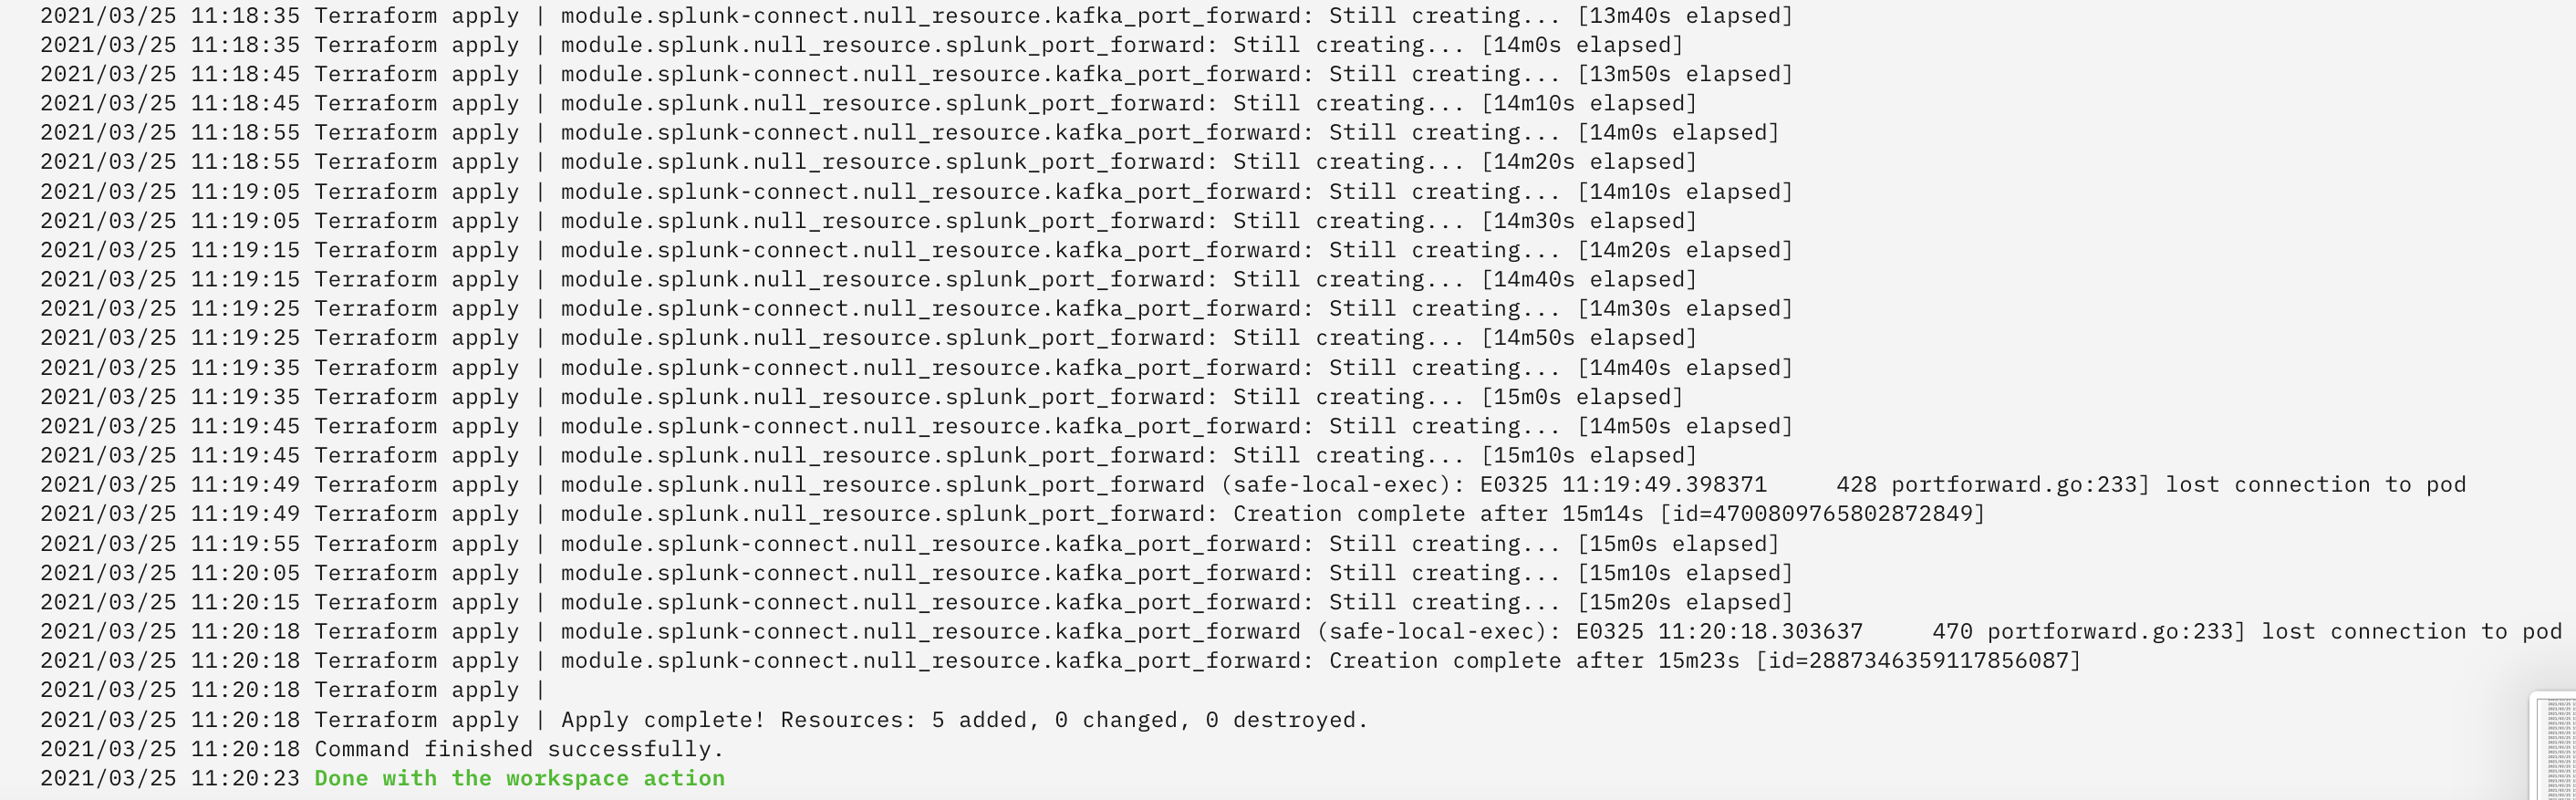 2021/03/25 11:18:35 Terraform apply | module.splunk-connect.null_resource.kafka_port_forward: Still creating... [13m40s elapsed]
2021/03/25 11:18:35 Terraform apply | module.splunk.null_resource.splunk_port_forward: Still creating... [14m0s elapsed]
2021/03/25 11:18:45 Terraform apply | module.splunk-connect.null_resource.kafka_port_forward: Still creating... [13m50s elapsed]
2021/03/25 11:18:45 Terraform apply | module.splunk.null_resource.splunk_port_forward: Still creating... [14m10s elapsed]
2021/03/25 11:18:55 Terraform apply | module.splunk-connect.null_resource.kafka_port_forward: Still creating... [14m0s elapsed]
2021/03/25 11:18:55 Terraform apply | module.splunk.null_resource.splunk_port_forward: Still creating... [14m20s elapsed]
2021/03/25 11:19:05 Terraform apply | module.splunk-connect.null_resource.kafka_port_forward: Still creating... [14m10s elapsed]
2021/03/25 11:19:05 Terraform apply | module.splunk.null_resource.splunk_port_forward: Still creating... [14m30s elapsed]
2021/03/25 11:19:15 Terraform apply | module.splunk-connect.null_resource.kafka_port_forward: Still creating... [14m20s elapsed]
2021/03/25 11:19:15 Terraform apply | module.splunk.null_resource.splunk_port_forward: Still creating... [14m40s elapsed]
2021/03/25 11:19:25 Terraform apply | module.splunk-connect.null_resource.kafka_port_forward: Still creating... [14m30s elapsed]
2021/03/25 11:19:25 Terraform apply | module.splunk.null_resource.splunk_port_forward: Still creating... [14m50s elapsed]
2021/03/25 11:19:35 Terraform apply | module.splunk-connect.null_resource.kafka_port_forward: Still creating... [14m40s elapsed]
2021/03/25 11:19:35 Terraform apply | module.splunk.null_resource.splunk_port_forward: Still creating... [15m0s elapsed]
2021/03/25 11:19:45 Terraform apply | module.splunk-connect.null_resource.kafka_port_forward: Still creating... [14m50s elapsed]
2021/03/25 11:19:45 Terraform apply | module.splunk.null_resource.splunk_port_forward: Still creating... [15m10s elapsed]
2021/03/25 11:19:49 Terraform apply | module.splunk.null_resource.splunk_port_forward (safe-local-exec): E0325 11:19:49.398371     428 portforward.go:233] lost connection to pod
2021/03/25 11:19:49 Terraform apply | module.splunk.null_resource.splunk_port_forward: Creation complete after 15m14s [id=4700809765802872849]
2021/03/25 11:19:55 Terraform apply | module.splunk-connect.null_resource.kafka_port_forward: Still creating... [15m0s elapsed]
2021/03/25 11:20:05 Terraform apply | module.splunk-connect.null_resource.kafka_port_forward: Still creating... [15m10s elapsed]
2021/03/25 11:20:15 Terraform apply | module.splunk-connect.null_resource.kafka_port_forward: Still creating... [15m20s elapsed]
2021/03/25 11:20:18 Terraform apply | module.splunk-connect.null_resource.kafka_port_forward (safe-local-exec): E0325 11:20:18.303637     470 portforward.go:233] lost connection to pod
2021/03/25 11:20:18 Terraform apply | module.splunk-connect.null_resource.kafka_port_forward: Creation complete after 15m23s [id=2887346359117856087]
2021/03/25 11:20:18 Terraform apply |
2021/03/25 11:20:18 Terraform apply | Apply complete! Resources: 5 added, 0 changed, 0 destroyed.
2021/03/25 11:20:18 Command finished successfully.
2021/03/25 11:20:23 Done with the workspace action